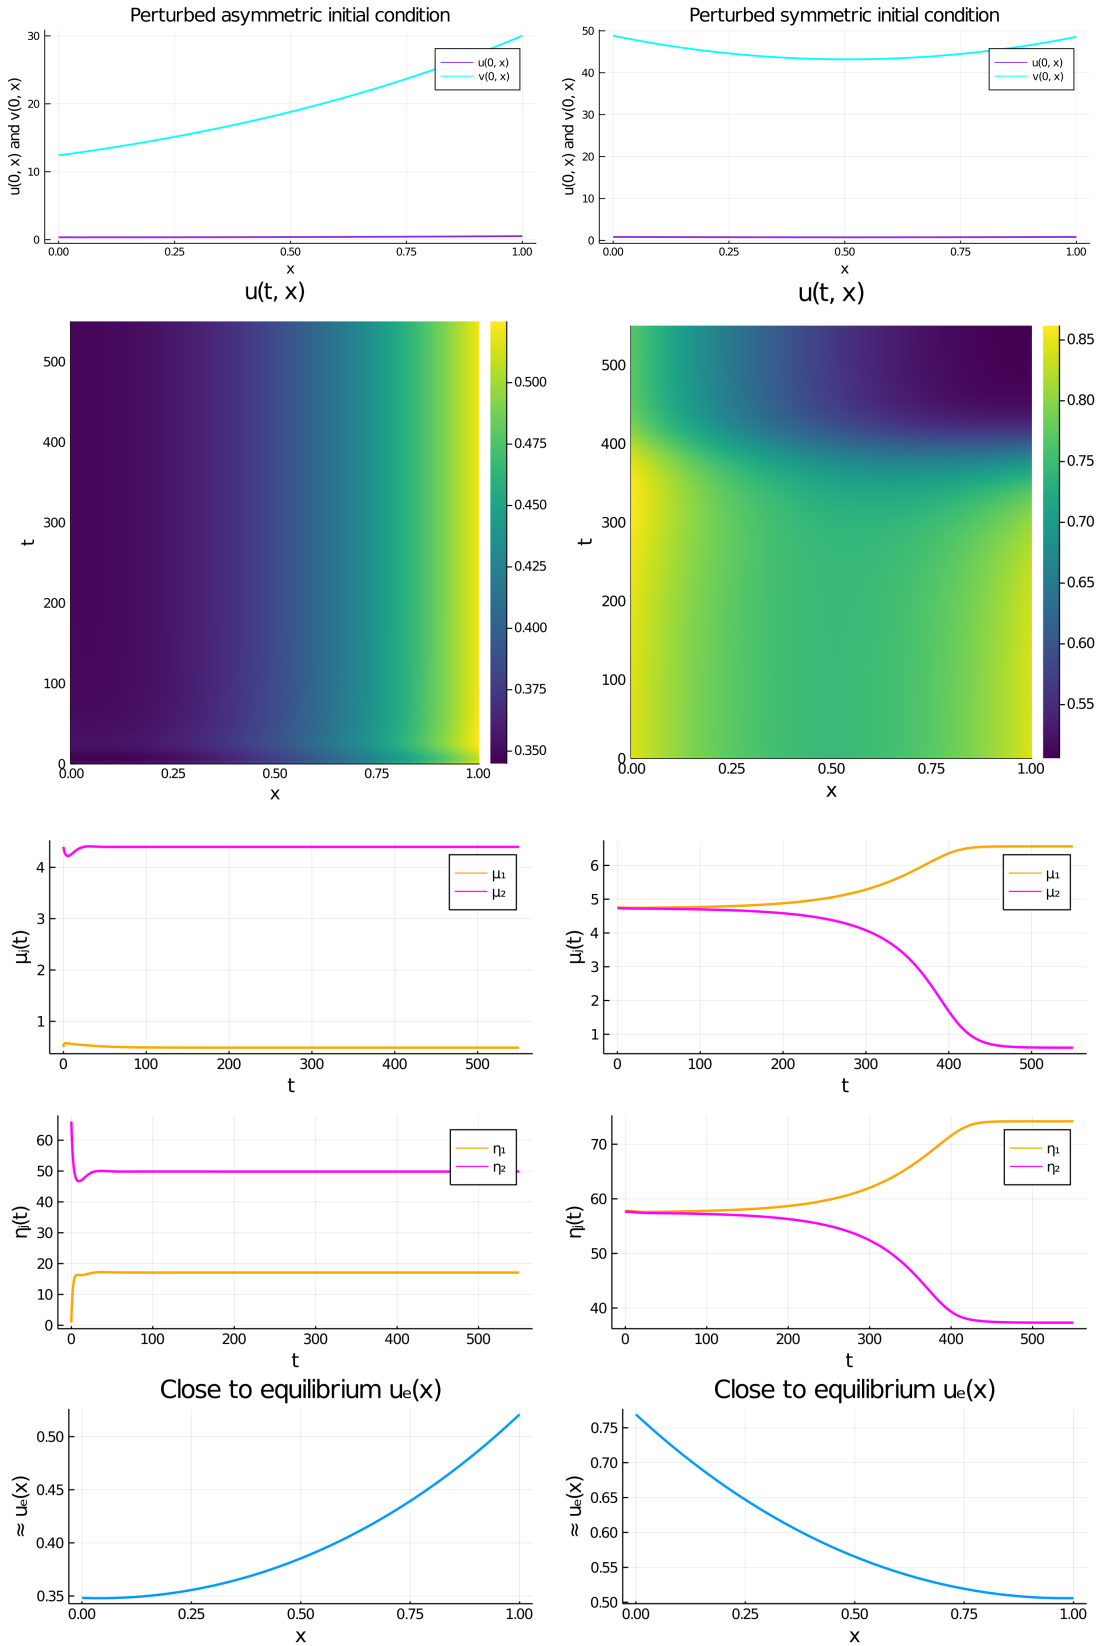 Perturbed asymmetric initial condition
30
20
10
0
u(0, x) and v(0, x)
u(0, x)
v(0, x)
0.00 0.25 0.50 0.75 1.00
x
Perturbed symmetric initial condition
50
40
30
20
10
0
u(0, x) and v(0, x)
u(0, x)
v(0, x)
0.00 0.25 0.50 0.75 1.00
x
u(t, x)
500
400
300
200
100
0
t
0.00 0.25 0.50 0.75 1.00
x
0.500
0.475
0.450
0.425
0.400
0.375
0.350
u(t, x)
500
400
300
200
100
0
t
0.00 0.25 0.50 0.75 1.00
x
0.85
0.80
0.75
0.70
0.65
0.60
0.55
4
3
2
1
μⱼ(t)
μ₁
μ₂
0 100 200 300 400 500
t
6
5
4
3
2
1
μⱼ(t)
μ₁
μ₂
0 100 200 300 400 500
t
60
50
40
30
20
10
0
ηⱼ(t)
η₁
η₂
0 100 200 300 400 500
t
70
60
50
40
ηⱼ(t)
η₁
η₂
0 100 200 300 400 500
t
Close to equilibrium uₑ(x)
0.50
0.45
0.40
0.35
≈ uₑ(x)
0.00 0.25 0.50 0.75 1.00
x
Close to equilibrium uₑ(x)
0.75
0.70
0.65
0.60
0.55
0.50
≈ uₑ(x)
0.00 0.25 0.50 0.75 1.00
x